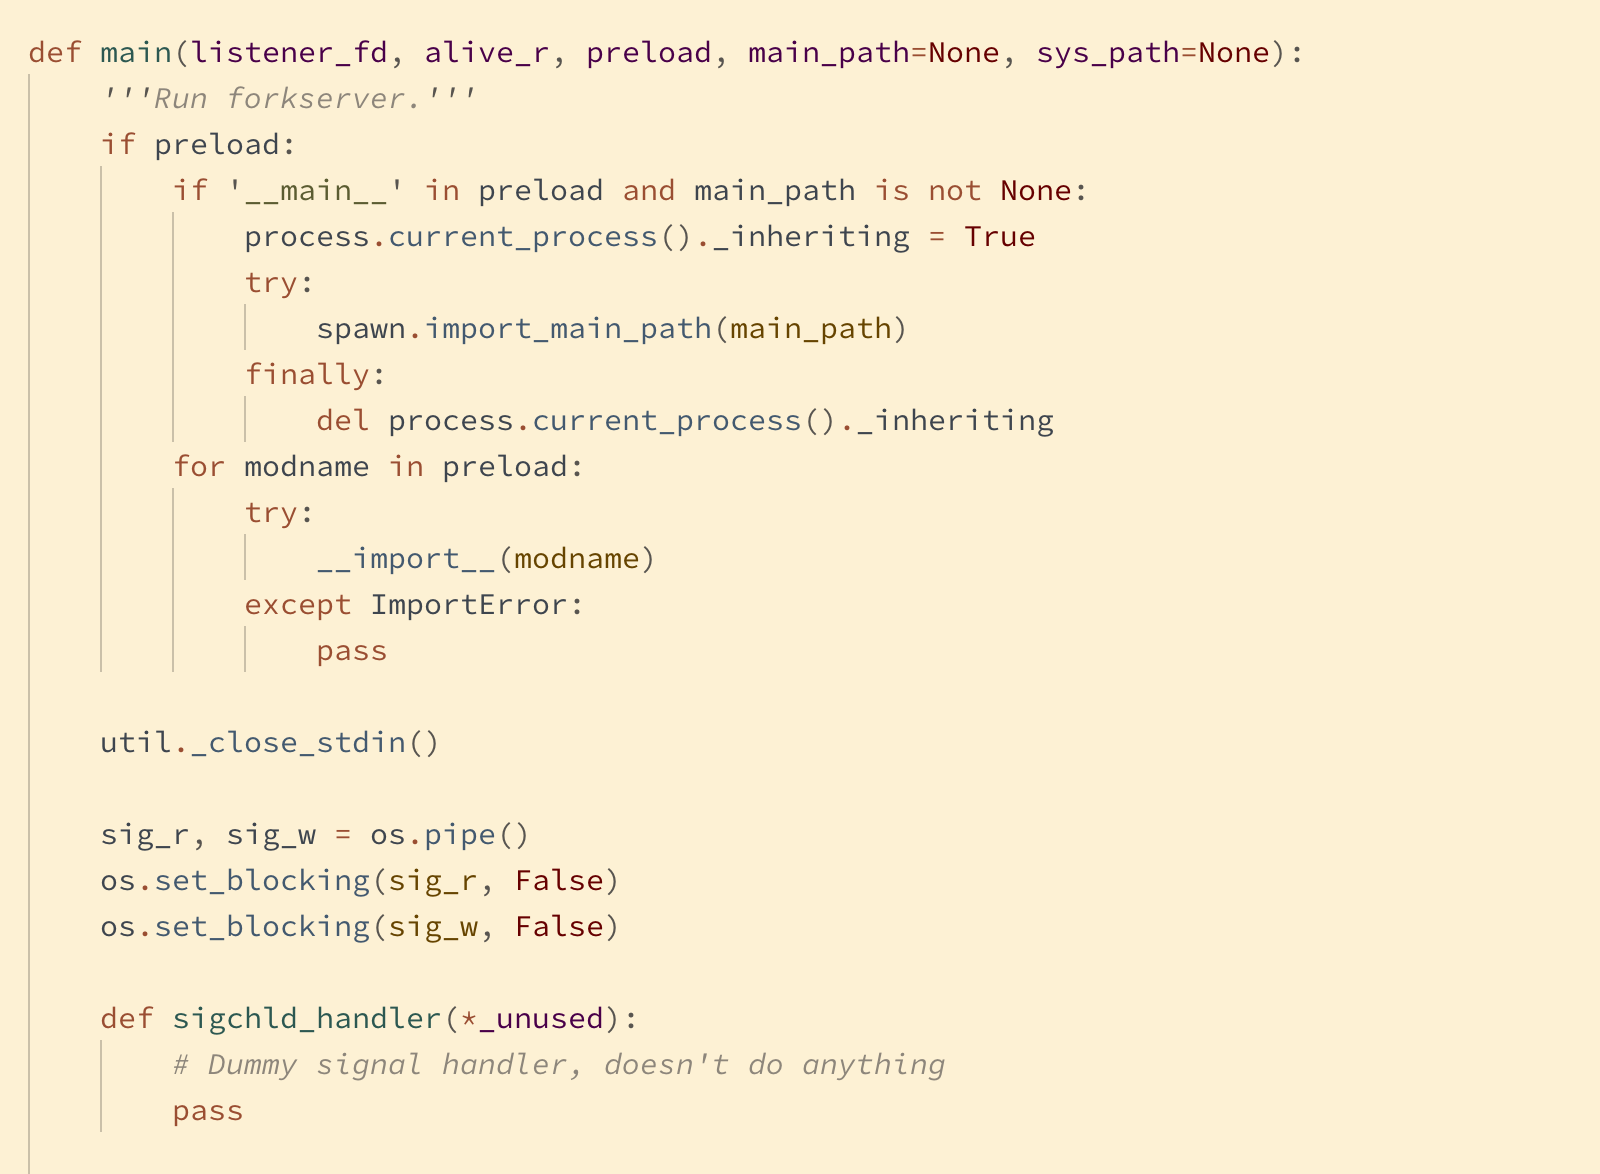 def main(listener_fd, alive_r, preload, main_path=None, sys_path=None):
    '''Run forkserver.'''
    if preload:
        if '__main__' in preload and main_path is not None:
            process.current_process()._inheriting = True
            try:
                spawn.import_main_path(main_path)
            finally:
                del process.current_process()._inheriting
        for modname in preload:
            try:
                __import__(modname)
            except ImportError:
                pass

    util._close_stdin()

    sig_r, sig_w = os.pipe()
    os.set_blocking(sig_r, False)
    os.set_blocking(sig_w, False)

    def sigchld_handler(*_unused):
        # Dummy signal handler, doesn't do anything
        pass